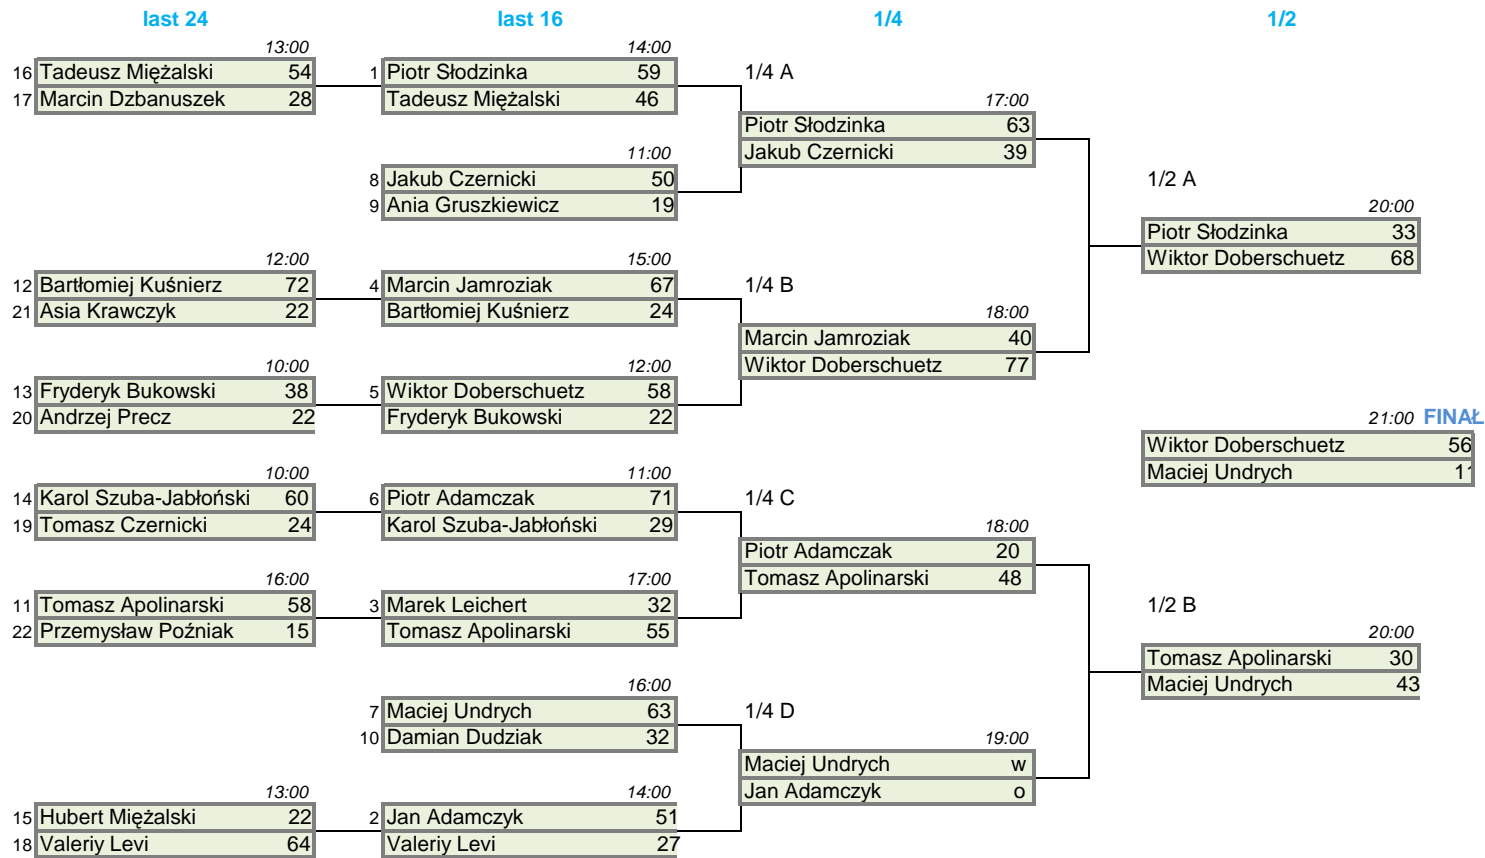 last 24 last 16 1/4 1/2
13:00 14:00
16 Tadeusz Miężalski 54 1 Piotr Słodzinka 59 1/4 A
17 Marcin Dzbanuszek 28 Tadeusz Miężalski 46 17:00
Piotr Słodzinka 63
11:00 Jakub Czernicki 39
8 Jakub Czernicki 50 1/2 A
9 Ania Gruszkiewicz 19 20:00
Piotr Słodzinka 33
12:00 15:00 Wiktor Doberschuetz 68
12 Bartłomiej Kuśnierz 72 4 Marcin Jamroziak 67 1/4 B
21 Asia Krawczyk 22 Bartłomiej Kuśnierz 24 18:00
Marcin Jamroziak 40
10:00 12:00 Wiktor Doberschuetz 77
13 Fryderyk Bukowski 38 5 Wiktor Doberschuetz 58
20 Andrzej Precz 22 Fryderyk Bukowski 22 21:00 FINAŁ
Wiktor Doberschuetz 56
10:00 11:00 Maciej Undrych 11
14 Karol Szuba-Jabłoński 60 6 Piotr Adamczak 71 1/4 C
19 Tomasz Czernicki 24 Karol Szuba-Jabłoński 29 18:00
Piotr Adamczak 20
16:00 17:00 Tomasz Apolinarski 48
11 Tomasz Apolinarski 58 3 Marek Leichert 32 1/2 B
22 Przemysław Poźniak 15 Tomasz Apolinarski 55 20:00
Tomasz Apolinarski 30
16:00 Maciej Undrych 43
7 Maciej Undrych 63 1/4 D
10 Damian Dudziak 32 19:00
Maciej Undrych w
13:00 14:00 Jan Adamczyk o
15 Hubert Miężalski 22 2 Jan Adamczyk 51
18 Valeriy Levi 64 Valeriy Levi 27